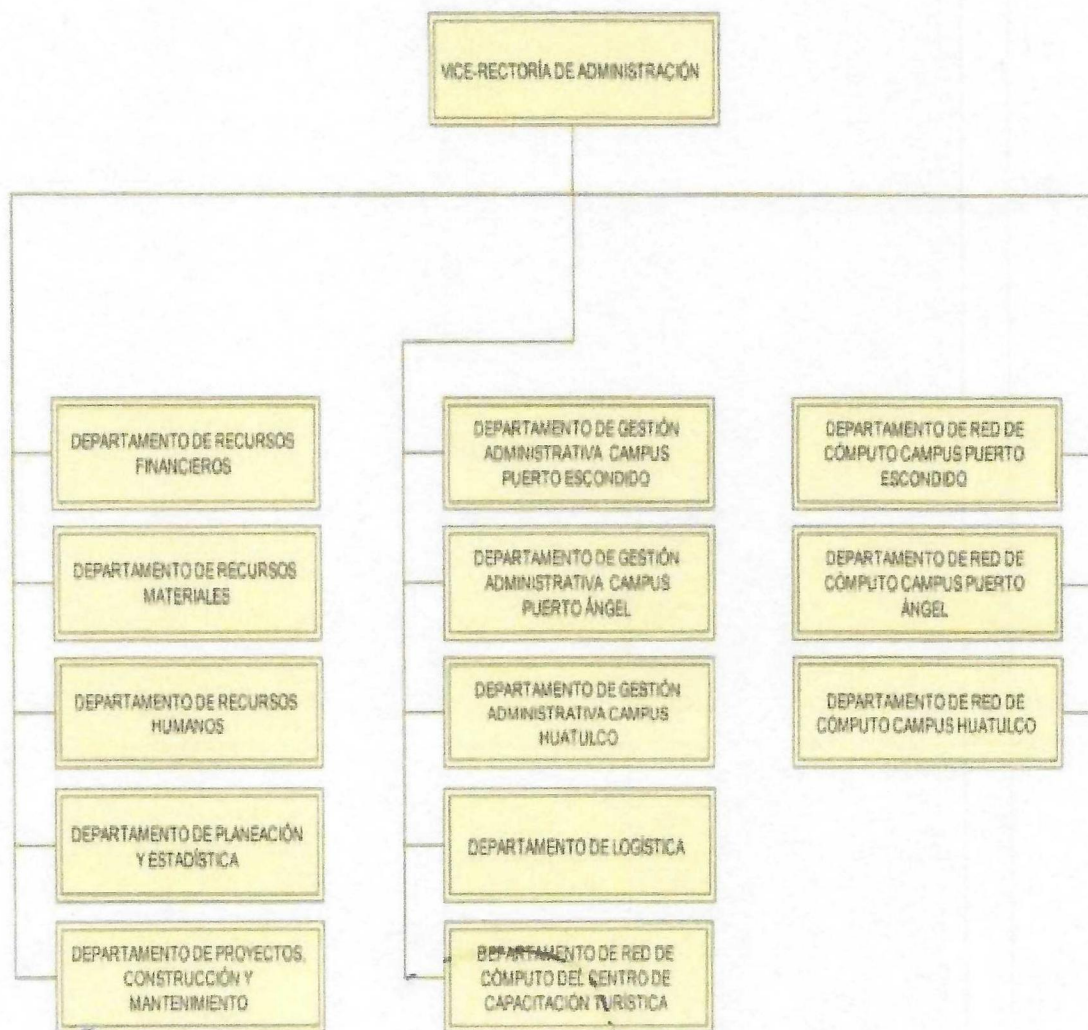 VICE-RECTORÍA DE ADMINISTRACIÓN
DEPARTAMENTO DE RECURSOS
FINANCIEROS
DEPARTAMENTO DE RECURSOS
MATERIALES
DEPARTAMENTO DE RECURSOS
HUMANOS
DEPARTAMENTO DE PLANEACIÓN
Y ESTADÍSTICA
DEPARTAMENTO DE PROYECTOS,
CONSTRUCCIÓN Y
MANTENIMIENTO
DEPARTAMENTO DE GESTIÓN
ADMINISTRATIVA CAMPUS
PUERTO ESCONDIDO
DEPARTAMENTO DE GESTIÓN
ADMINISTRATIVA CAMPUS
PUERTO ÁNGEL
DEPARTAMENTO DE GESTIÓN
ADMINISTRATIVA CAMPUS
HUATULCO
DEPARTAMENTO DE LOGÍSTICA
DEPARTAMENTO DE RED DE
CÓMPUTO DEL CENTRO DE
CAPACITACIÓN TURÍSTICA
DEPARTAMENTO DE RED DE
CÓMPUTO CAMPUS PUERTO
ESCONDIDO
DEPARTAMENTO DE RED DE
CÓMPUTO CAMPUS PUERTO
ÁNGEL
DEPARTAMENTO DE RED DE
CÓMPUTO CAMPUS HUATULCO